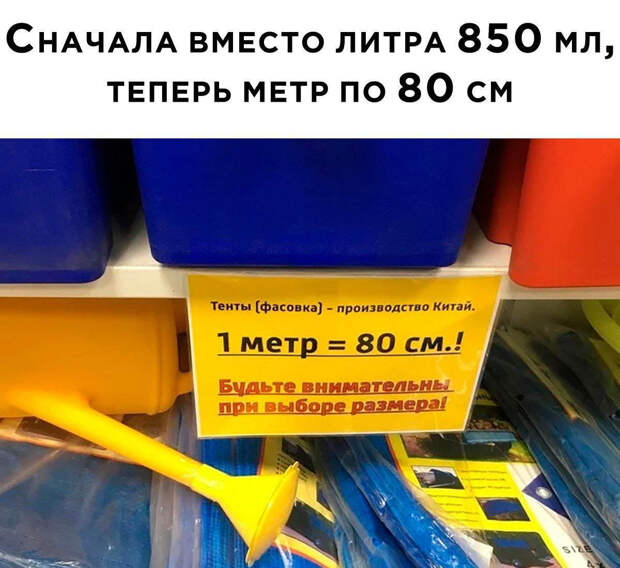 Сначала вместо литра 850 мл,
теперь метр по 80 см
Тенты (фасовка) - производство Китай.
1 метр = 80 см.!
Будьте внимательны
при выборе размера!
SIZE